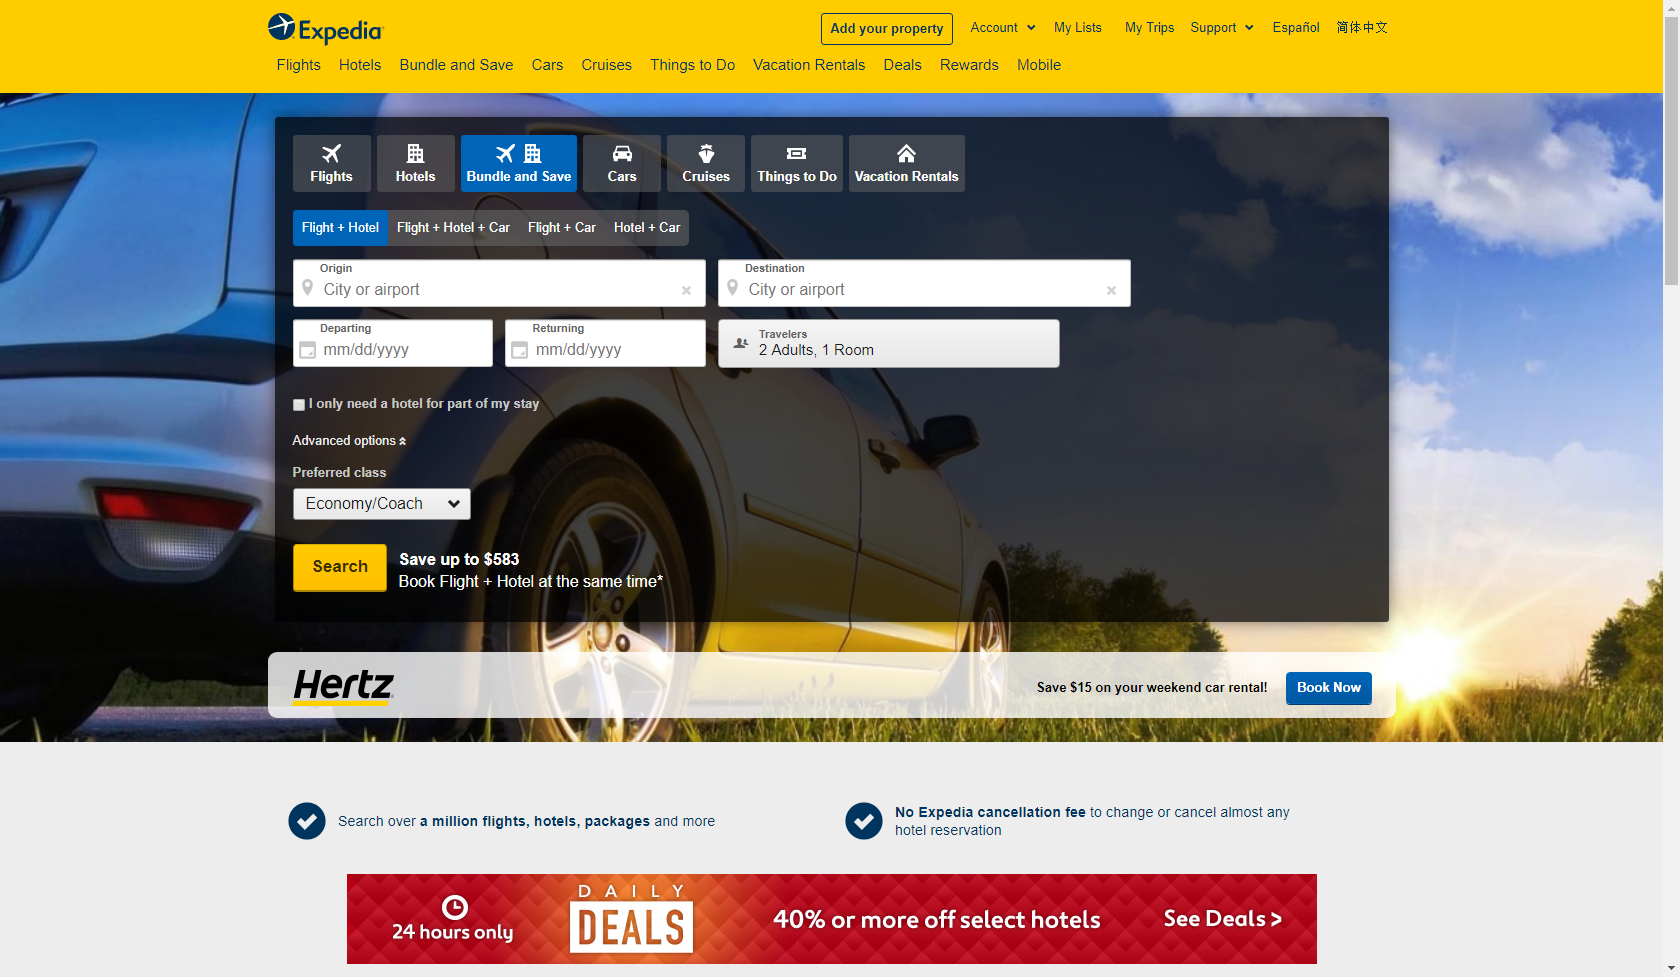 Expedia
Add your property
Account
My Lists
My Trips
Support
Español
简体中文
Flights
Hotels
Bundle and Save
Cars
Cruises
Things to Do
Vacation Rentals
Deals
Rewards
Mobile
Flights
Hotels
Bundle and Save
Cars
Cruises
Things to Do
Vacation Rentals
Flight + Hotel
Flight + Hotel + Car
Flight + Car
Hotel + Car
Origin
City or airport
Destination
City or airport
Departing
mm/dd/yyyy
Returning
mm/dd/yyyy
Travelers
2 Adults, 1 Room
I only need a hotel for part of my stay
Advanced options
Preferred class
Economy/Coach
Search
Save up to $583
Book Flight + Hotel at the same time*
Hertz
Save $15 on your weekend car rental!
Book Now
Search over a million flights, hotels, packages and more
No Expedia cancellation fee to change or cancel almost any
hotel reservation
24 hours only
DAILY
DEALS
40% or more off select hotels
See Deals >